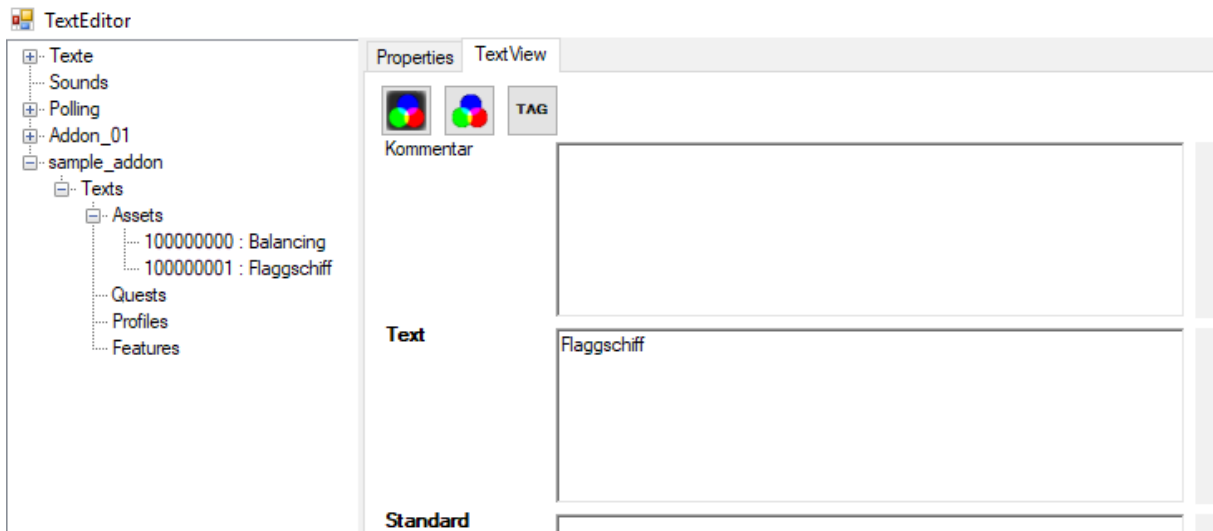 TextEditor
Texte
Sounds
Polling
Addon_01
sample_addon
Texts
Assets
100000000 : Balancing
100000001 : Flaggschiff
Quests
Profiles
Features
Properties TextView
TAG
Kommentar
Text
Flaggschiff
Standard